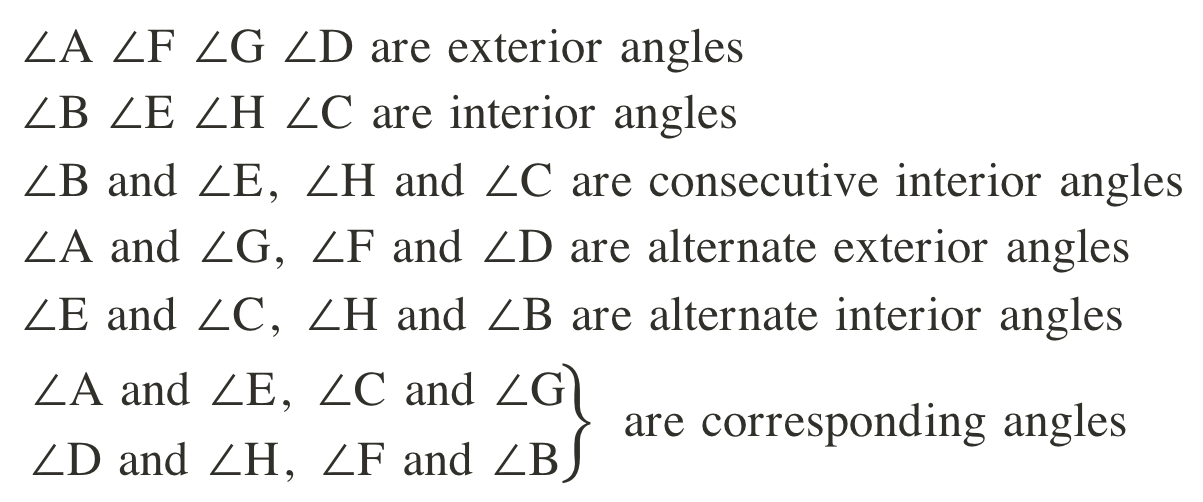 ∠A ∠F ∠G ∠D are exterior angles
∠B ∠E ∠H ∠C are interior angles
∠B and ∠E, ∠H and ∠C are consecutive interior angles
∠A and ∠G, ∠F and ∠D are alternate exterior angles
∠E and ∠C, ∠H and ∠B are alternate interior angles
∠A and ∠E, ∠C and ∠G
∠D and ∠H, ∠F and ∠B
} are corresponding angles